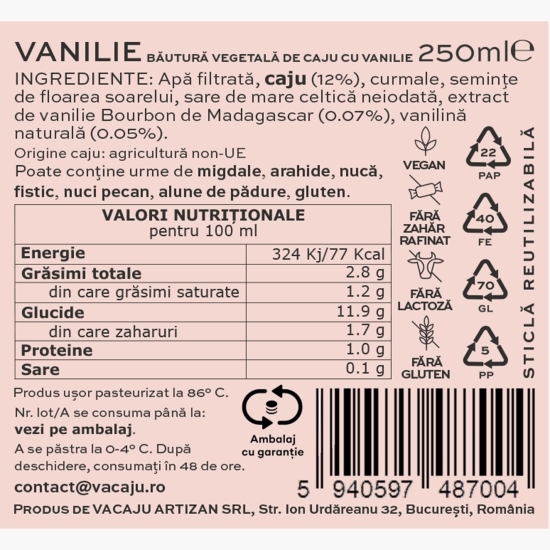 VANILIE BĂUTURĂ VEGETALĂ DE CAJU CU VANILIE 250ml℮
INGREDIENTE: Apă filtrată, caju (12%), curmale, semințe
de floarea soarelui, sare de mare celtică neiodată, extract
de vanilie Bourbon de Madagascar (0.07%), vanilină
naturală (0.05%).
Origine caju: agricultură non-UE
Poate conține urme de migdale, arahide, nucă,
fistic, nuci pecan, alune de pădure, gluten.
VALORI NUTRIȚIONALE
pentru 100 ml
Energie 324 Kj/77 Kcal
Grăsimi totale 2.8 g
din care grăsimi saturate 1.2 g
Glucide 11.9 g
din care zaharuri 1.7 g
Proteine 1.0 g
Sare 0.1 g
VEGAN
FĂRĂ
ZAHĂR
RAFINAT
FĂRĂ
LACTOZĂ
FĂRĂ
GLUTEN
22
PAP
40
FE
70
GL
5
PP
STICLĂ REUTILIZABILĂ
Produs ușor pasteurizat la 86° C.
Nr. lot/A se consuma până la:
vezi pe ambalaj.
A se păstra la 0-4° C. După
deschidere, consumați în 48 de ore.
contact@vacaju.ro
Ambalaj
cu garanție
5 940597 487004
PRODUS DE VACAJU ARTIZAN SRL, Str. Ion Urdăreanu 32, București, România